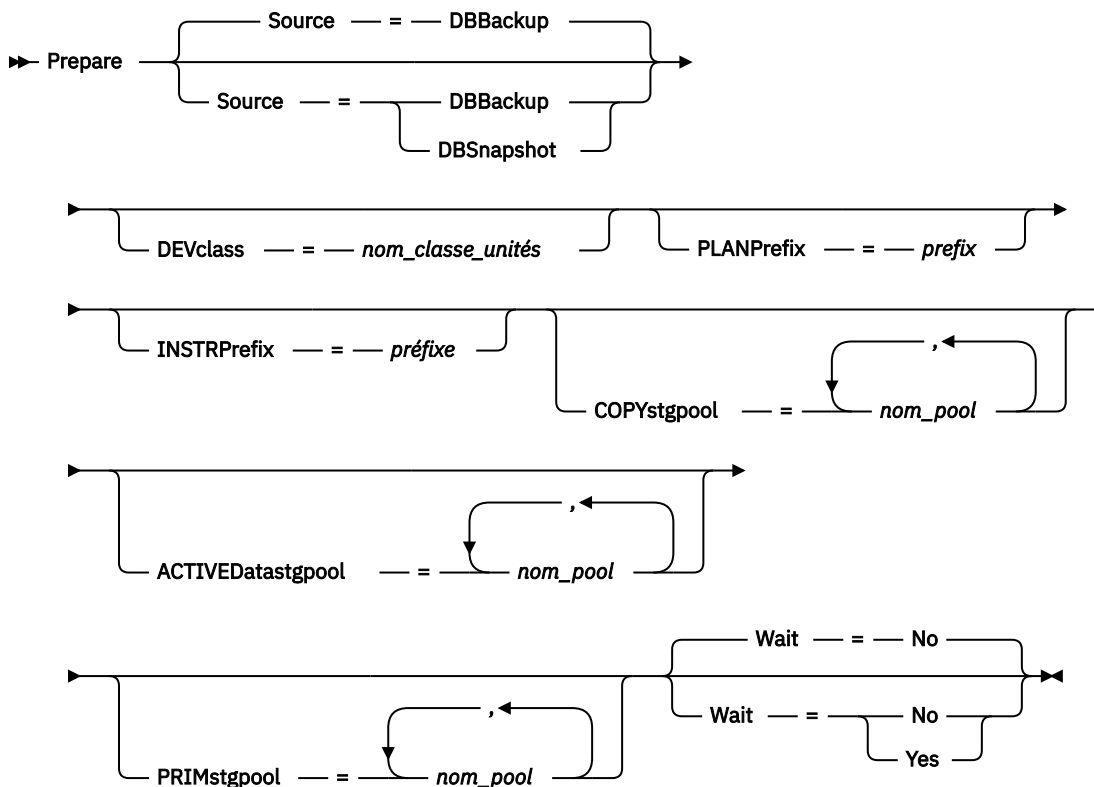 Source = DBBackup
Prepare
Source = DBBackup
DBSnapshot
DEVclass = nom_classe_unités PLANPrefix = prefix
INSTRPrefix = préfixe
,
COPYstgpool = nom_pool
,
ACTIVEDatastgpool = nom_pool
Wait = No
,
Wait = No
Yes
PRIMstgpool = nom_pool